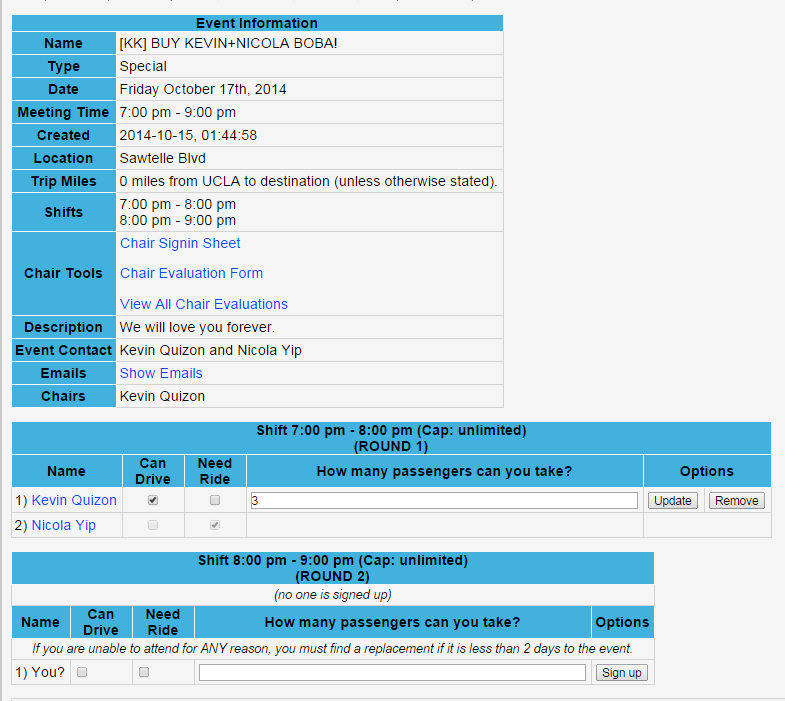 Event Information
Name [KK] BUY KEVIN+NICOLA BOBA!
Type Special
Date Friday October 17th, 2014
Meeting Time 7:00 pm - 9:00 pm
Created 2014-10-15, 01:44:58
Location Sawtelle Blvd
Trip Miles 0 miles from UCLA to destination (unless otherwise stated).
Shifts 7:00 pm - 8:00 pm
8:00 pm - 9:00 pm
Chair Tools Chair Signin Sheet
Chair Evaluation Form
View All Chair Evaluations
Description We will love you forever.
Event Contact Kevin Quizon and Nicola Yip
Emails Show Emails
Chairs Kevin Quizon
Shift 7:00 pm - 8:00 pm (Cap: unlimited)
(ROUND 1)
Name Can Drive Need Ride How many passengers can you take? Options
1) Kevin Quizon 3 Update Remove
2) Nicola Yip
Shift 8:00 pm - 9:00 pm (Cap: unlimited)
(ROUND 2)
(no one is signed up)
Name Can Drive Need Ride How many passengers can you take? Options
If you are unable to attend for ANY reason, you must find a replacement if it is less than 2 days to the event.
1) You? Sign up